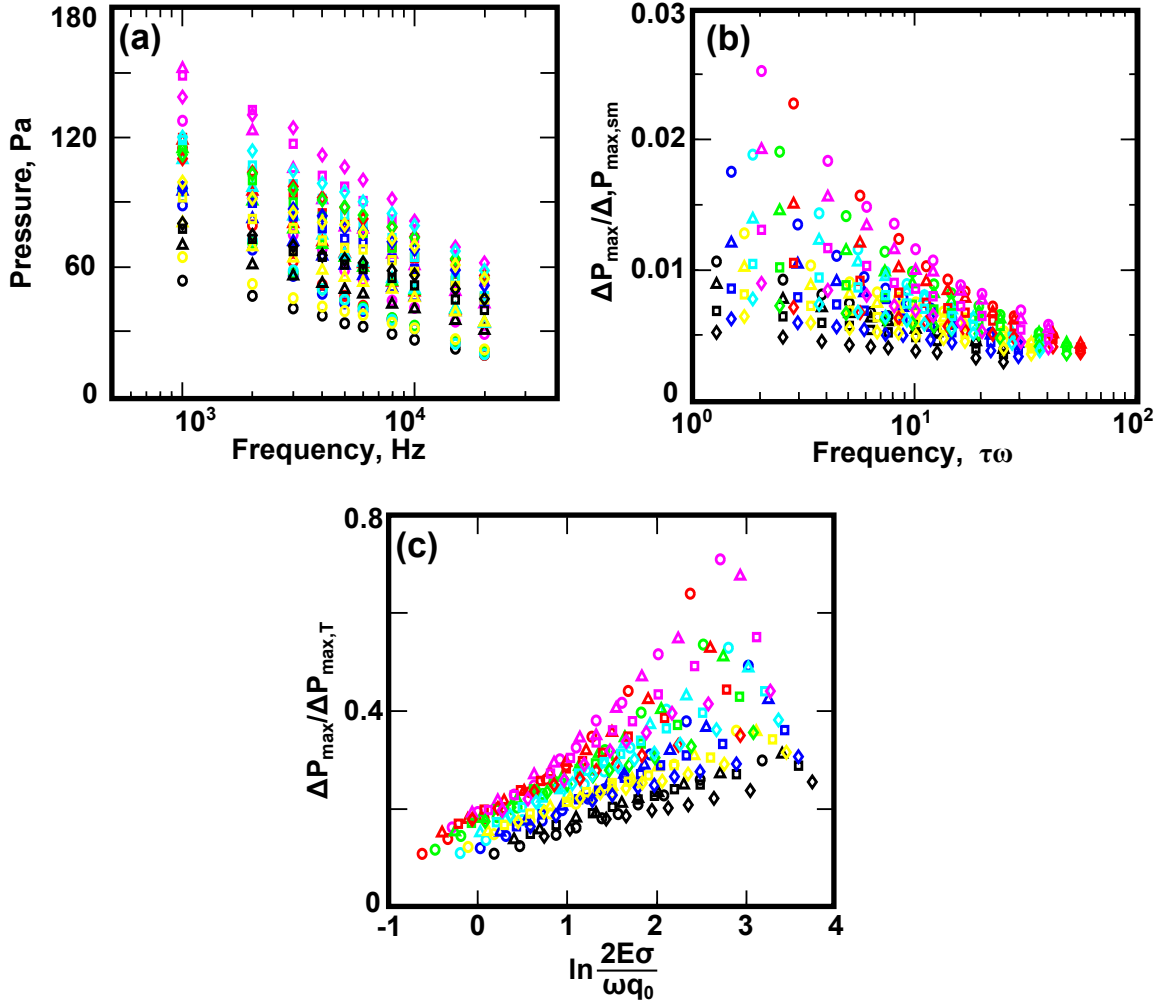 (a)
180
120
60
0
Pressure, Pa
10³
10⁴
Frequency, Hz
(b)
0.03
0.02
0.01
0
ΔP_max/Δ,P_max,sm
10⁰
10¹
10²
Frequency, τω
(c)
0.8
0.4
0
ΔP_max/ΔP_max,T
-1 0 1 2 3 4
ln 2Eσ/ωq₀